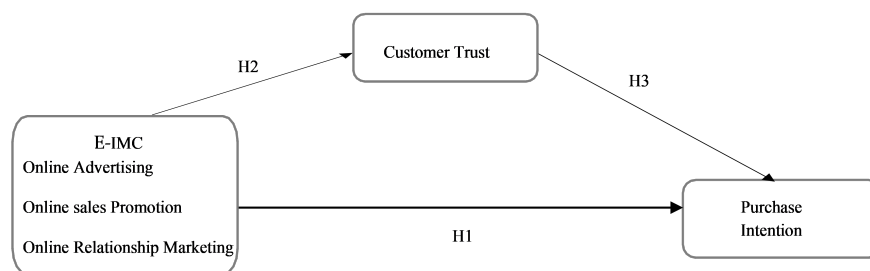 Customer Trust
H2
H3
E-IMC
Online Advertising
Online sales Promotion
Online Relationship Marketing
H1
Purchase
Intention